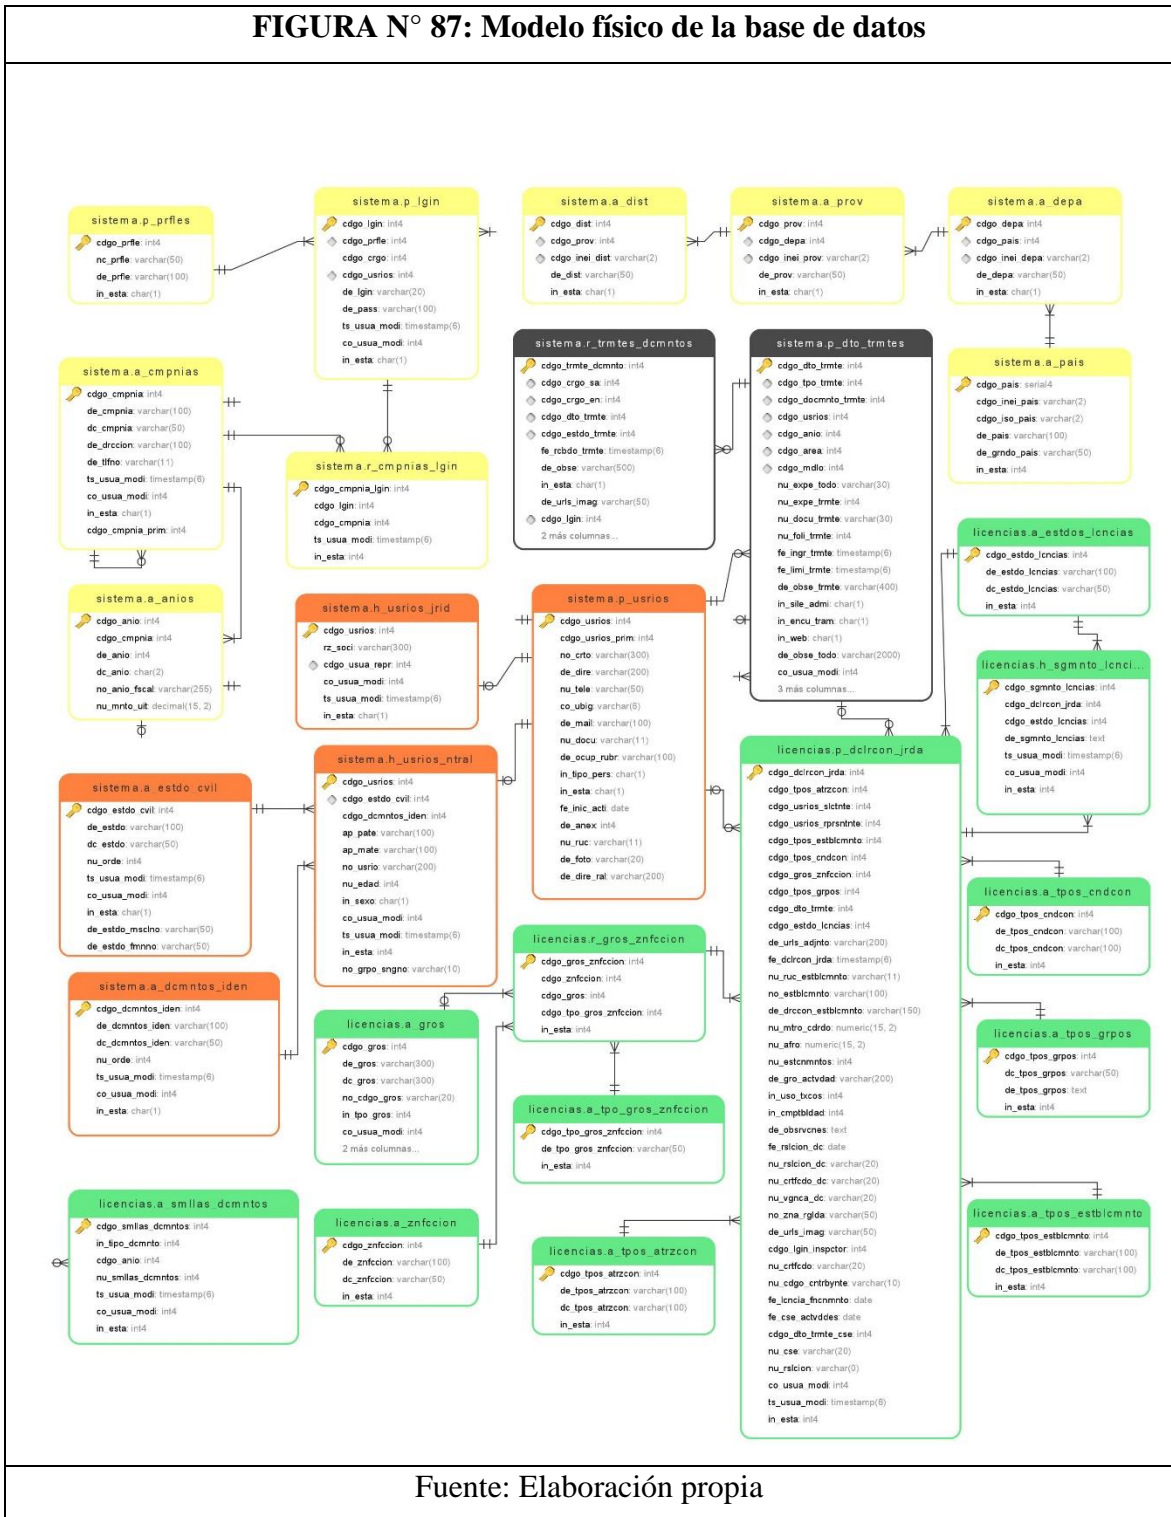 FIGURA N° 87: Modelo físico de la base de datos
sistema.p_prfles
cdgo_prfle: int4
nc_prfle: varchar(50)
de_prfle: varchar(100)
in_esta: char(1)
sistema.p_lgin
cdgo_lgin: int4
cdgo_prfle: int4
cdgo_crgo: int4
cdgo_usrios: int4
de_lgin: varchar(20)
de_pass: varchar(100)
ts_usua_modi: timestamp(6)
co_usua_modi: int4
in_esta: char(1)
sistema.a_dist
cdgo_dist: int4
cdgo_prov: int4
cdgo_inei_dist: varchar(2)
de_dist: varchar(50)
in_esta: char(1)
sistema.a_prov
cdgo_prov: int4
cdgo_depa: int4
cdgo_inei_prov: varchar(2)
de_prov: varchar(50)
in_esta: char(1)
sistema.a_depa
cdgo_depa: int4
cdgo_pais: int4
cdgo_inei_depa: varchar(2)
de_depa: varchar(50)
in_esta: char(1)
sistema.a_cmpnias
cdgo_cmpnia: int4
de_cmpnia: varchar(100)
dc_cmpnia: varchar(50)
de_drccion: varchar(100)
de_tlfno: varchar(11)
ts_usua_modi: timestamp(6)
co_usua_modi: int4
in_esta: char(1)
cdgo_cmpnia_prim: int4
sistema.r_cmpnias_lgin
cdgo_cmpnia_lgin: int4
cdgo_lgin: int4
cdgo_cmpnia: int4
ts_usua_modi: timestamp(6)
in_esta: int4
sistema.r_trmtes_dcmntos
cdgo_trmte_dcmnto: int4
cdgo_crgo_sa: int4
cdgo_crgo_en: int4
cdgo_dto_trmte: int4
cdgo_estdo_trmte: int4
fe_rcbdo_trmte: timestamp(6)
de_obse: varchar(500)
in_esta: char(1)
de_urls_imag: varchar(50)
cdgo_lgin: int4
2 más columnas...
sistema.p_dto_trmtes
cdgo_dto_trmte: int4
cdgo_tpo_trmte: int4
cdgo_docmnto_trmte: int4
cdgo_usrios: int4
cdgo_anio: int4
cdgo_area: int4
cdgo_mdlo: int4
nu_expe_todo: varchar(30)
nu_expe_trmte: int4
nu_docu_trmte: varchar(30)
nu_foli_trmte: int4
fe_ingr_trmte: timestamp(6)
fe_limi_trmte: timestamp(6)
de_obse_trmte: varchar(400)
in_sile_admi: char(1)
in_encu_tram: char(1)
in_web: char(1)
de_obse_todo: varchar(2000)
co_usua_modi: int4
3 más columnas...
sistema.a_pais
cdgo_pais: serial4
cdgo_inei_pais: varchar(2)
cdgo_iso_pais: varchar(2)
de_pais: varchar(100)
de_grndo_pais: varchar(50)
in_esta: int4
sistema.a_anios
cdgo_anio: int4
cdgo_cmpnia: int4
de_anio: int4
dc_anio: char(2)
no_anio_fscal: varchar(255)
nu_mnto_uit: decimal(15, 2)
sistema.h_usrios_jrid
cdgo_usrios: int4
rz_soci: varchar(300)
cdgo_usua_repr: int4
co_usua_modi: int4
ts_usua_modi: timestamp(6)
in_esta: char(1)
sistema.p_usrios
cdgo_usrios: int4
cdgo_usrios_prim: int4
no_crto: varchar(300)
de_dire: varchar(200)
nu_tele: varchar(50)
co_ubig: varchar(6)
de_mail: varchar(100)
nu_docu: varchar(11)
de_ocup_rubr: varchar(100)
in_tipo_pers: char(1)
in_esta: char(1)
fe_inic_acti: date
de_anex: int4
nu_ruc: varchar(11)
de_foto: varchar(20)
de_dire_ral: varchar(200)
licencias.a_estdos_lcncias
cdgo_estdo_lcncias: int4
de_estdo_lcncias: varchar(100)
dc_estdo_lcncias: varchar(50)
in_esta: int4
licencias.h_sgmnto_lcnci...
cdgo_sgmnto_lcncias: int4
cdgo_dclrcon_jrda: int4
cdgo_estdo_lcncias: int4
de_sgmnto_lcncias: text
ts_usua_modi: timestamp(6)
co_usua_modi: int4
in_esta: int4
sistema.a_estdo_cvil
cdgo_estdo_cvil: int4
de_estdo: varchar(100)
dc_estdo: varchar(50)
nu_orde: int4
ts_usua_modi: timestamp(6)
co_usua_modi: int4
in_esta: char(1)
de_estdo_msclno: varchar(50)
de_estdo_fmnno: varchar(50)
sistema.h_usrios_ntral
cdgo_usrios: int4
cdgo_estdo_cvil: int4
cdgo_dcmntos_iden: int4
ap_pate: varchar(100)
ap_mate: varchar(100)
no_usrio: varchar(200)
nu_edad: int4
in_sexo: char(1)
co_usua_modi: int4
ts_usua_modi: timestamp(6)
in_esta: int4
no_grpo_sngno: varchar(10)
licencias.p_dclrcon_jrda
cdgo_dclrcon_jrda: int4
cdgo_tpos_atrzcon: int4
cdgo_usrios_slctnte: int4
cdgo_usrios_rprsntnte: int4
cdgo_tpos_estblcmnto: int4
cdgo_tpos_cndcon: int4
cdgo_gros_znfccion: int4
cdgo_tpos_grpos: int4
cdgo_dto_trmte: int4
cdgo_estdo_lcncias: int4
de_urls_adjnto: varchar(200)
fe_dclrcon_jrda: timestamp(6)
nu_ruc_estblcmnto: varchar(11)
no_estblcmnto: varchar(100)
de_drccon_estblcmnto: varchar(150)
nu_mtro_cdrdo: numeric(15, 2)
nu_afro: numeric(15, 2)
nu_estcnmntos: int4
de_gro_actvdad: varchar(200)
in_uso_txcos: int4
in_cmptbldad: int4
de_obsrvcnes: text
fe_rslcion_dc: date
nu_rslcion_dc: varchar(20)
nu_crtfcdo_dc: varchar(20)
nu_vgnca_dc: varchar(20)
no_zna_rglda: varchar(50)
de_urls_imag: varchar(50)
cdgo_lgin_inspctor: int4
nu_crtfcdo: varchar(20)
nu_cdgo_cntrbynte: varchar(10)
fe_lcncia_fncnmnto: date
fe_cse_actvddes: date
cdgo_dto_trmte_cse: int4
nu_cse: varchar(20)
nu_rslcion: varchar(0)
co_usua_modi: int4
ts_usua_modi: timestamp(6)
in_esta: int4
licencias.a_tpos_cndcon
cdgo_tpos_cndcon: int4
de_tpos_cndcon: varchar(100)
dc_tpos_cndcon: varchar(100)
in_esta: int4
sistema.a_dcmntos_iden
cdgo_dcmntos_iden: int4
de_dcmntos_iden: varchar(100)
dc_dcmntos_iden: varchar(50)
nu_orde: int4
ts_usua_modi: timestamp(6)
co_usua_modi: int4
in_esta: char(1)
licencias.a_gros
cdgo_gros: int4
de_gros: varchar(300)
dc_gros: varchar(300)
no_cdgo_gros: varchar(20)
in_tpo_gros: int4
co_usua_modi: int4
2 más columnas...
licencias.r_gros_znfccion
cdgo_gros_znfccion: int4
cdgo_znfccion: int4
cdgo_gros: int4
cdgo_tpo_gros_znfccion: int4
in_esta: int4
licencias.a_tpos_grpos
cdgo_tpos_grpos: int4
dc_tpos_grpos: varchar(50)
de_tpos_grpos: text
in_esta: int4
licencias.a_tpo_gros_znfccion
cdgo_tpo_gros_znfccion: int4
de_tpo_gros_znfccion: varchar(50)
in_esta: int4
licencias.a_smllas_dcmntos
cdgo_smllas_dcmntos: int4
in_tipo_dcmnto: int4
cdgo_anio: int4
nu_smllas_dcmntos: int4
ts_usua_modi: timestamp(6)
co_usua_modi: int4
in_esta: int4
licencias.a_znfccion
cdgo_znfccion: int4
de_znfccion: varchar(100)
dc_znfccion: varchar(50)
in_esta: int4
licencias.a_tpos_atrzcon
cdgo_tpos_atrzcon: int4
de_tpos_atrzcon: varchar(100)
dc_tpos_atrzcon: varchar(100)
in_esta: int4
licencias.a_tpos_estblcmnto
cdgo_tpos_estblcmnto: int4
de_tpos_estblcmnto: varchar(100)
dc_tpos_estblcmnto: varchar(100)
in_esta: int4
Fuente: Elaboración propia